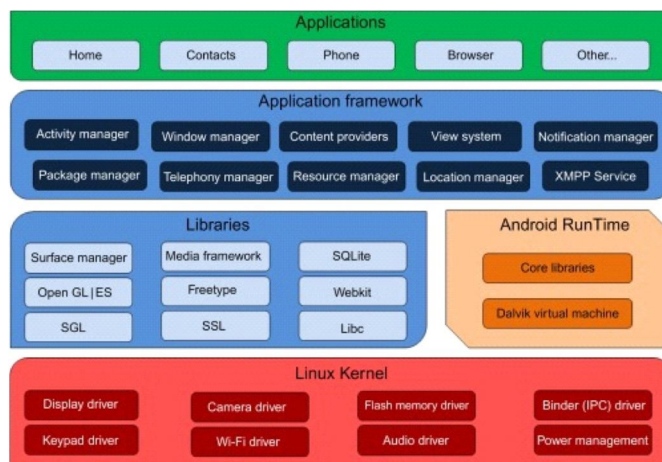 Applications
Home Contacts Phone Browser Other...
Application framework
Activity manager Window manager Content providers View system Notification manager
Package manager Telephony manager Resource manager Location manager XMPP Service
Libraries
Surface manager Media framework SQLite
Open GL|ES Freetype Webkit
SGL SSL Libc
Android RunTime
Core libraries
Dalvik virtual machine
Linux Kernel
Display driver Camera driver Flash memory driver Binder (IPC) driver
Keypad driver Wi-Fi driver Audio driver Power management